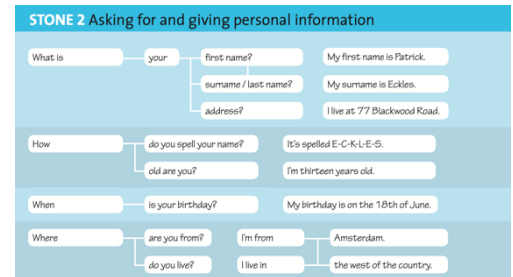 STONE 2 Asking for and giving personal information
What is your first name? My first name is Patrick.
surname / last name? My surname is Eckles.
address? I live at 77 Blackwood Road.
How do you spell your name? It's spelled E-C-K-L-E-S.
old are you? I'm thirteen years old.
When is your birthday? My birthday is on the 18th of June.
Where are you from? I'm from Amsterdam.
do you live? I live in the west of the country.